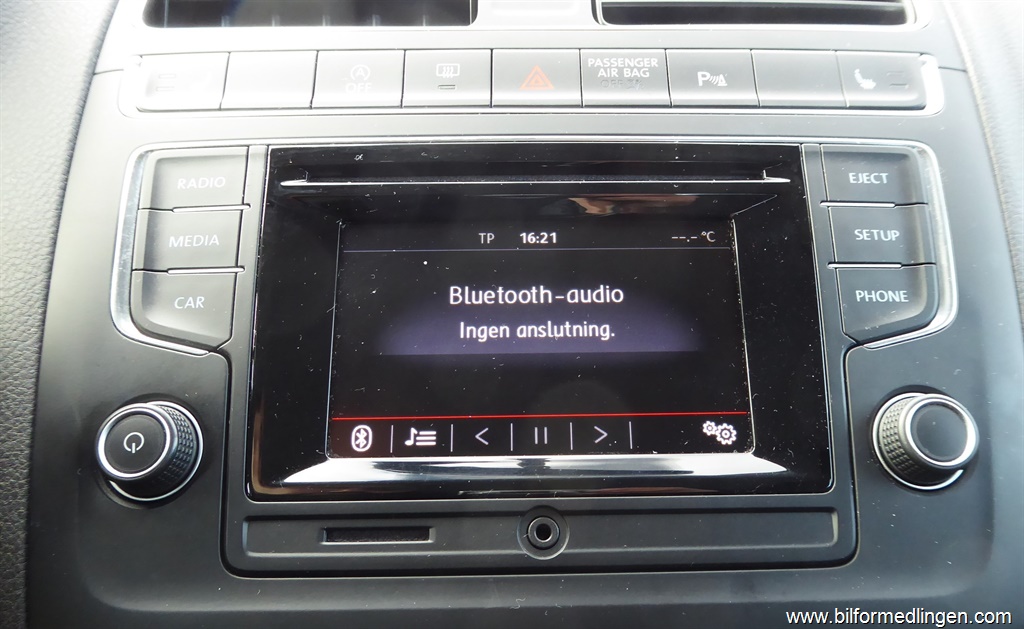 OFF
PASSENGER
AIR BAG
P
RADIO
MEDIA
CAR
EJECT
SETUP
PHONE
TP 16:21 --.- °C
Bluetooth-audio
Ingen anslutning.
www.bilformedlingen.com